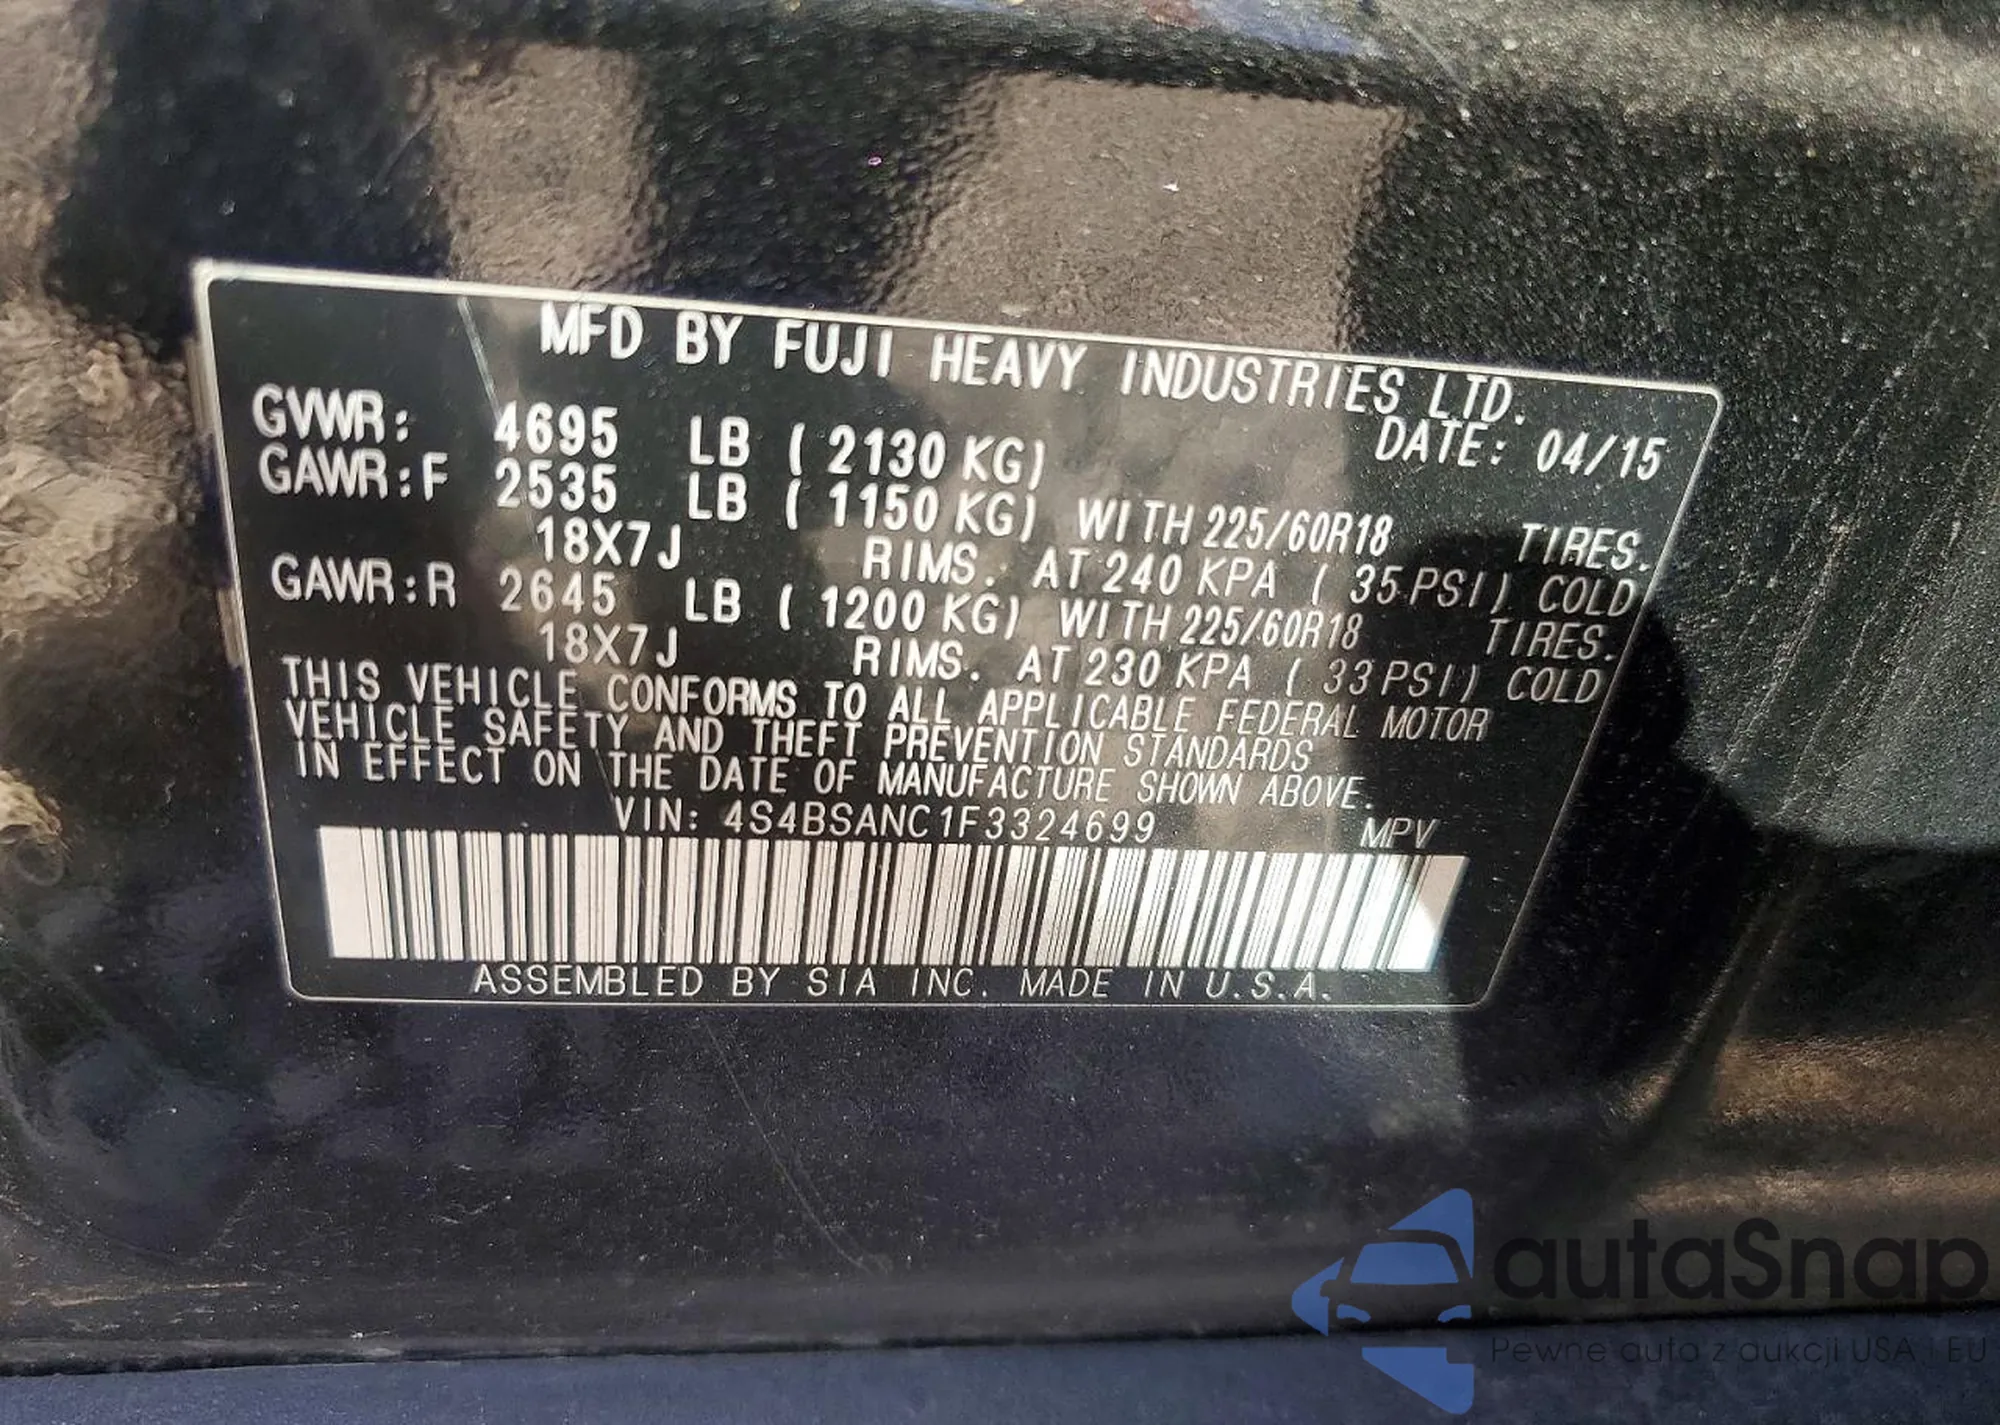 MFD BY FUJI HEAVY INDUSTRIES LTD.
GVWR: 4695 LB ( 2130 KG) DATE: 04/15
GAWR:F 2535 LB ( 1150 KG) WITH 225/60R18 TIRES.
18X7J RIMS. AT 240 KPA ( 35 PSI) COLD
GAWR:R 2645 LB ( 1200 KG) WITH 225/60R18 TIRES.
18X7J RIMS. AT 230 KPA ( 33 PSI) COLD
THIS VEHICLE CONFORMS TO ALL APPLICABLE FEDERAL MOTOR
VEHICLE SAFETY AND THEFT PREVENTION STANDARDS
IN EFFECT ON THE DATE OF MANUFACTURE SHOWN ABOVE.
VIN: 4S4BSANC1F3324699 MPV
ASSEMBLED BY SIA INC. MADE IN U.S.A.
autaSnap
Pewne auta z aukcji USA i EU